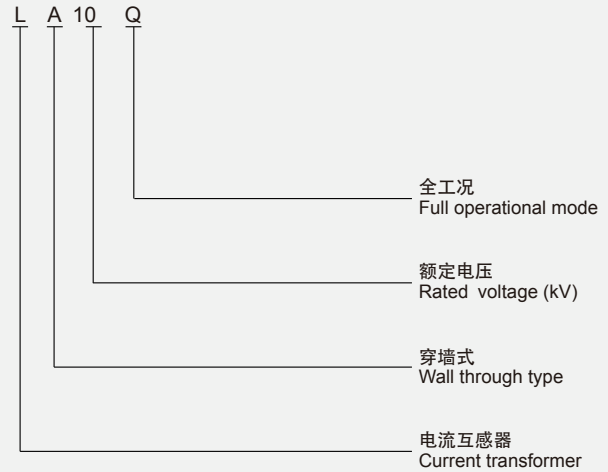 L A 10 Q
全工况
Full operational mode
额定电压
Rated voltage (kV)
穿墙式
Wall through type
电流互感器
Current transformer